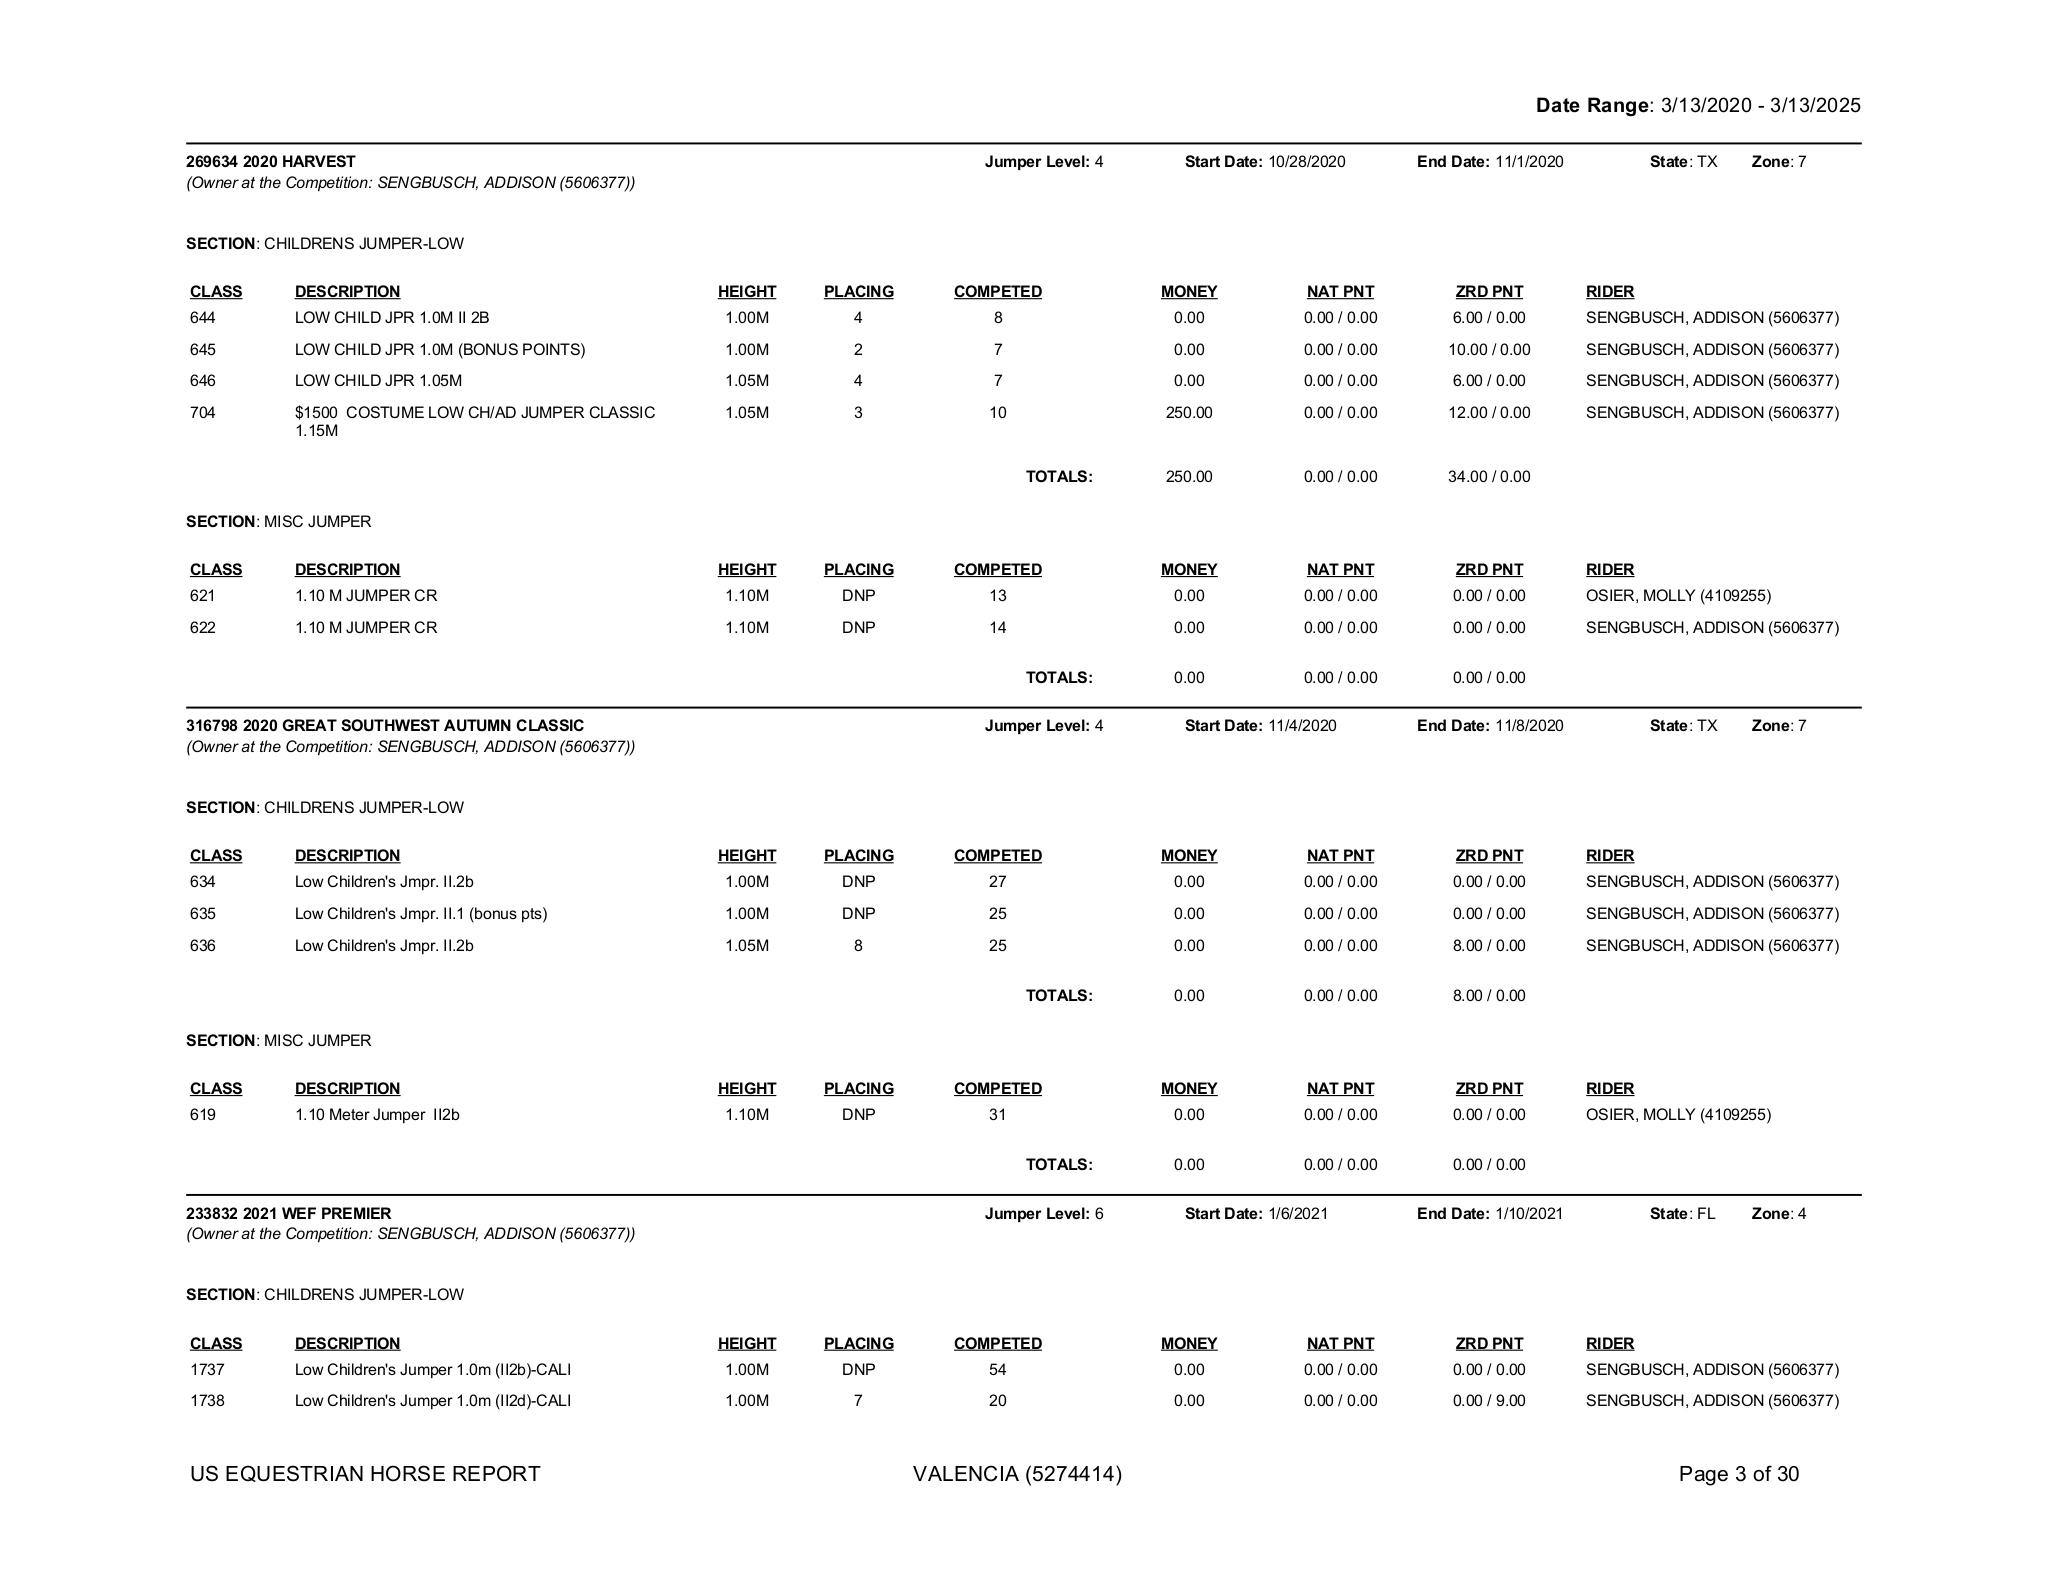 Date Range: 3/13/2020 - 3/13/2025
269634 2020 HARVEST Jumper Level: 4 Start Date: 10/28/2020 End Date: 11/1/2020 State: TX Zone: 7
(Owner at the Competition: SENGBUSCH, ADDISON (5606377))
SECTION: CHILDRENS JUMPER-LOW
CLASS DESCRIPTION HEIGHT PLACING COMPETED MONEY NAT PNT ZRD PNT RIDER
644 LOW CHILD JPR 1.0M II 2B 1.00M 4 8 0.00 0.00 / 0.00 6.00 / 0.00 SENGBUSCH, ADDISON (5606377)
645 LOW CHILD JPR 1.0M (BONUS POINTS) 1.00M 2 7 0.00 0.00 / 0.00 10.00 / 0.00 SENGBUSCH, ADDISON (5606377)
646 LOW CHILD JPR 1.05M 1.05M 4 7 0.00 0.00 / 0.00 6.00 / 0.00 SENGBUSCH, ADDISON (5606377)
704 $1500  COSTUME LOW CH/AD JUMPER CLASSIC 1.05M 3 10 250.00 0.00 / 0.00 12.00 / 0.00 SENGBUSCH, ADDISON (5606377)
1.15M
TOTALS: 250.00 0.00 / 0.00 34.00 / 0.00
SECTION: MISC JUMPER
CLASS DESCRIPTION HEIGHT PLACING COMPETED MONEY NAT PNT ZRD PNT RIDER
621 1.10 M JUMPER CR 1.10M DNP 13 0.00 0.00 / 0.00 0.00 / 0.00 OSIER, MOLLY (4109255)
622 1.10 M JUMPER CR 1.10M DNP 14 0.00 0.00 / 0.00 0.00 / 0.00 SENGBUSCH, ADDISON (5606377)
TOTALS: 0.00 0.00 / 0.00 0.00 / 0.00
316798 2020 GREAT SOUTHWEST AUTUMN CLASSIC Jumper Level: 4 Start Date: 11/4/2020 End Date: 11/8/2020 State: TX Zone: 7
(Owner at the Competition: SENGBUSCH, ADDISON (5606377))
SECTION: CHILDRENS JUMPER-LOW
CLASS DESCRIPTION HEIGHT PLACING COMPETED MONEY NAT PNT ZRD PNT RIDER
634 Low Children's Jmpr. II.2b 1.00M DNP 27 0.00 0.00 / 0.00 0.00 / 0.00 SENGBUSCH, ADDISON (5606377)
635 Low Children's Jmpr. II.1 (bonus pts) 1.00M DNP 25 0.00 0.00 / 0.00 0.00 / 0.00 SENGBUSCH, ADDISON (5606377)
636 Low Children's Jmpr. II.2b 1.05M 8 25 0.00 0.00 / 0.00 8.00 / 0.00 SENGBUSCH, ADDISON (5606377)
TOTALS: 0.00 0.00 / 0.00 8.00 / 0.00
SECTION: MISC JUMPER
CLASS DESCRIPTION HEIGHT PLACING COMPETED MONEY NAT PNT ZRD PNT RIDER
619 1.10 Meter Jumper  II2b 1.10M DNP 31 0.00 0.00 / 0.00 0.00 / 0.00 OSIER, MOLLY (4109255)
TOTALS: 0.00 0.00 / 0.00 0.00 / 0.00
233832 2021 WEF PREMIER Jumper Level: 6 Start Date: 1/6/2021 End Date: 1/10/2021 State: FL Zone: 4
(Owner at the Competition: SENGBUSCH, ADDISON (5606377))
SECTION: CHILDRENS JUMPER-LOW
CLASS DESCRIPTION HEIGHT PLACING COMPETED MONEY NAT PNT ZRD PNT RIDER
1737 Low Children's Jumper 1.0m (II2b)-CALI 1.00M DNP 54 0.00 0.00 / 0.00 0.00 / 0.00 SENGBUSCH, ADDISON (5606377)
1738 Low Children's Jumper 1.0m (II2d)-CALI 1.00M 7 20 0.00 0.00 / 0.00 0.00 / 9.00 SENGBUSCH, ADDISON (5606377)
US EQUESTRIAN HORSE REPORT VALENCIA (5274414) Page 3 of 30